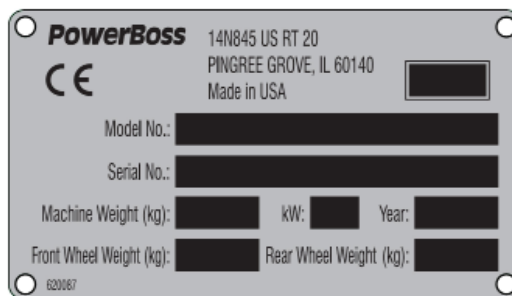 PowerBoss
14N845 US RT 20
PINGREE GROVE, IL 60140
CE
Made in USA
Model No.:
Serial No.:
Machine Weight (kg):
kW:
Year:
Front Wheel Weight (kg):
Rear Wheel Weight (kg):
620087